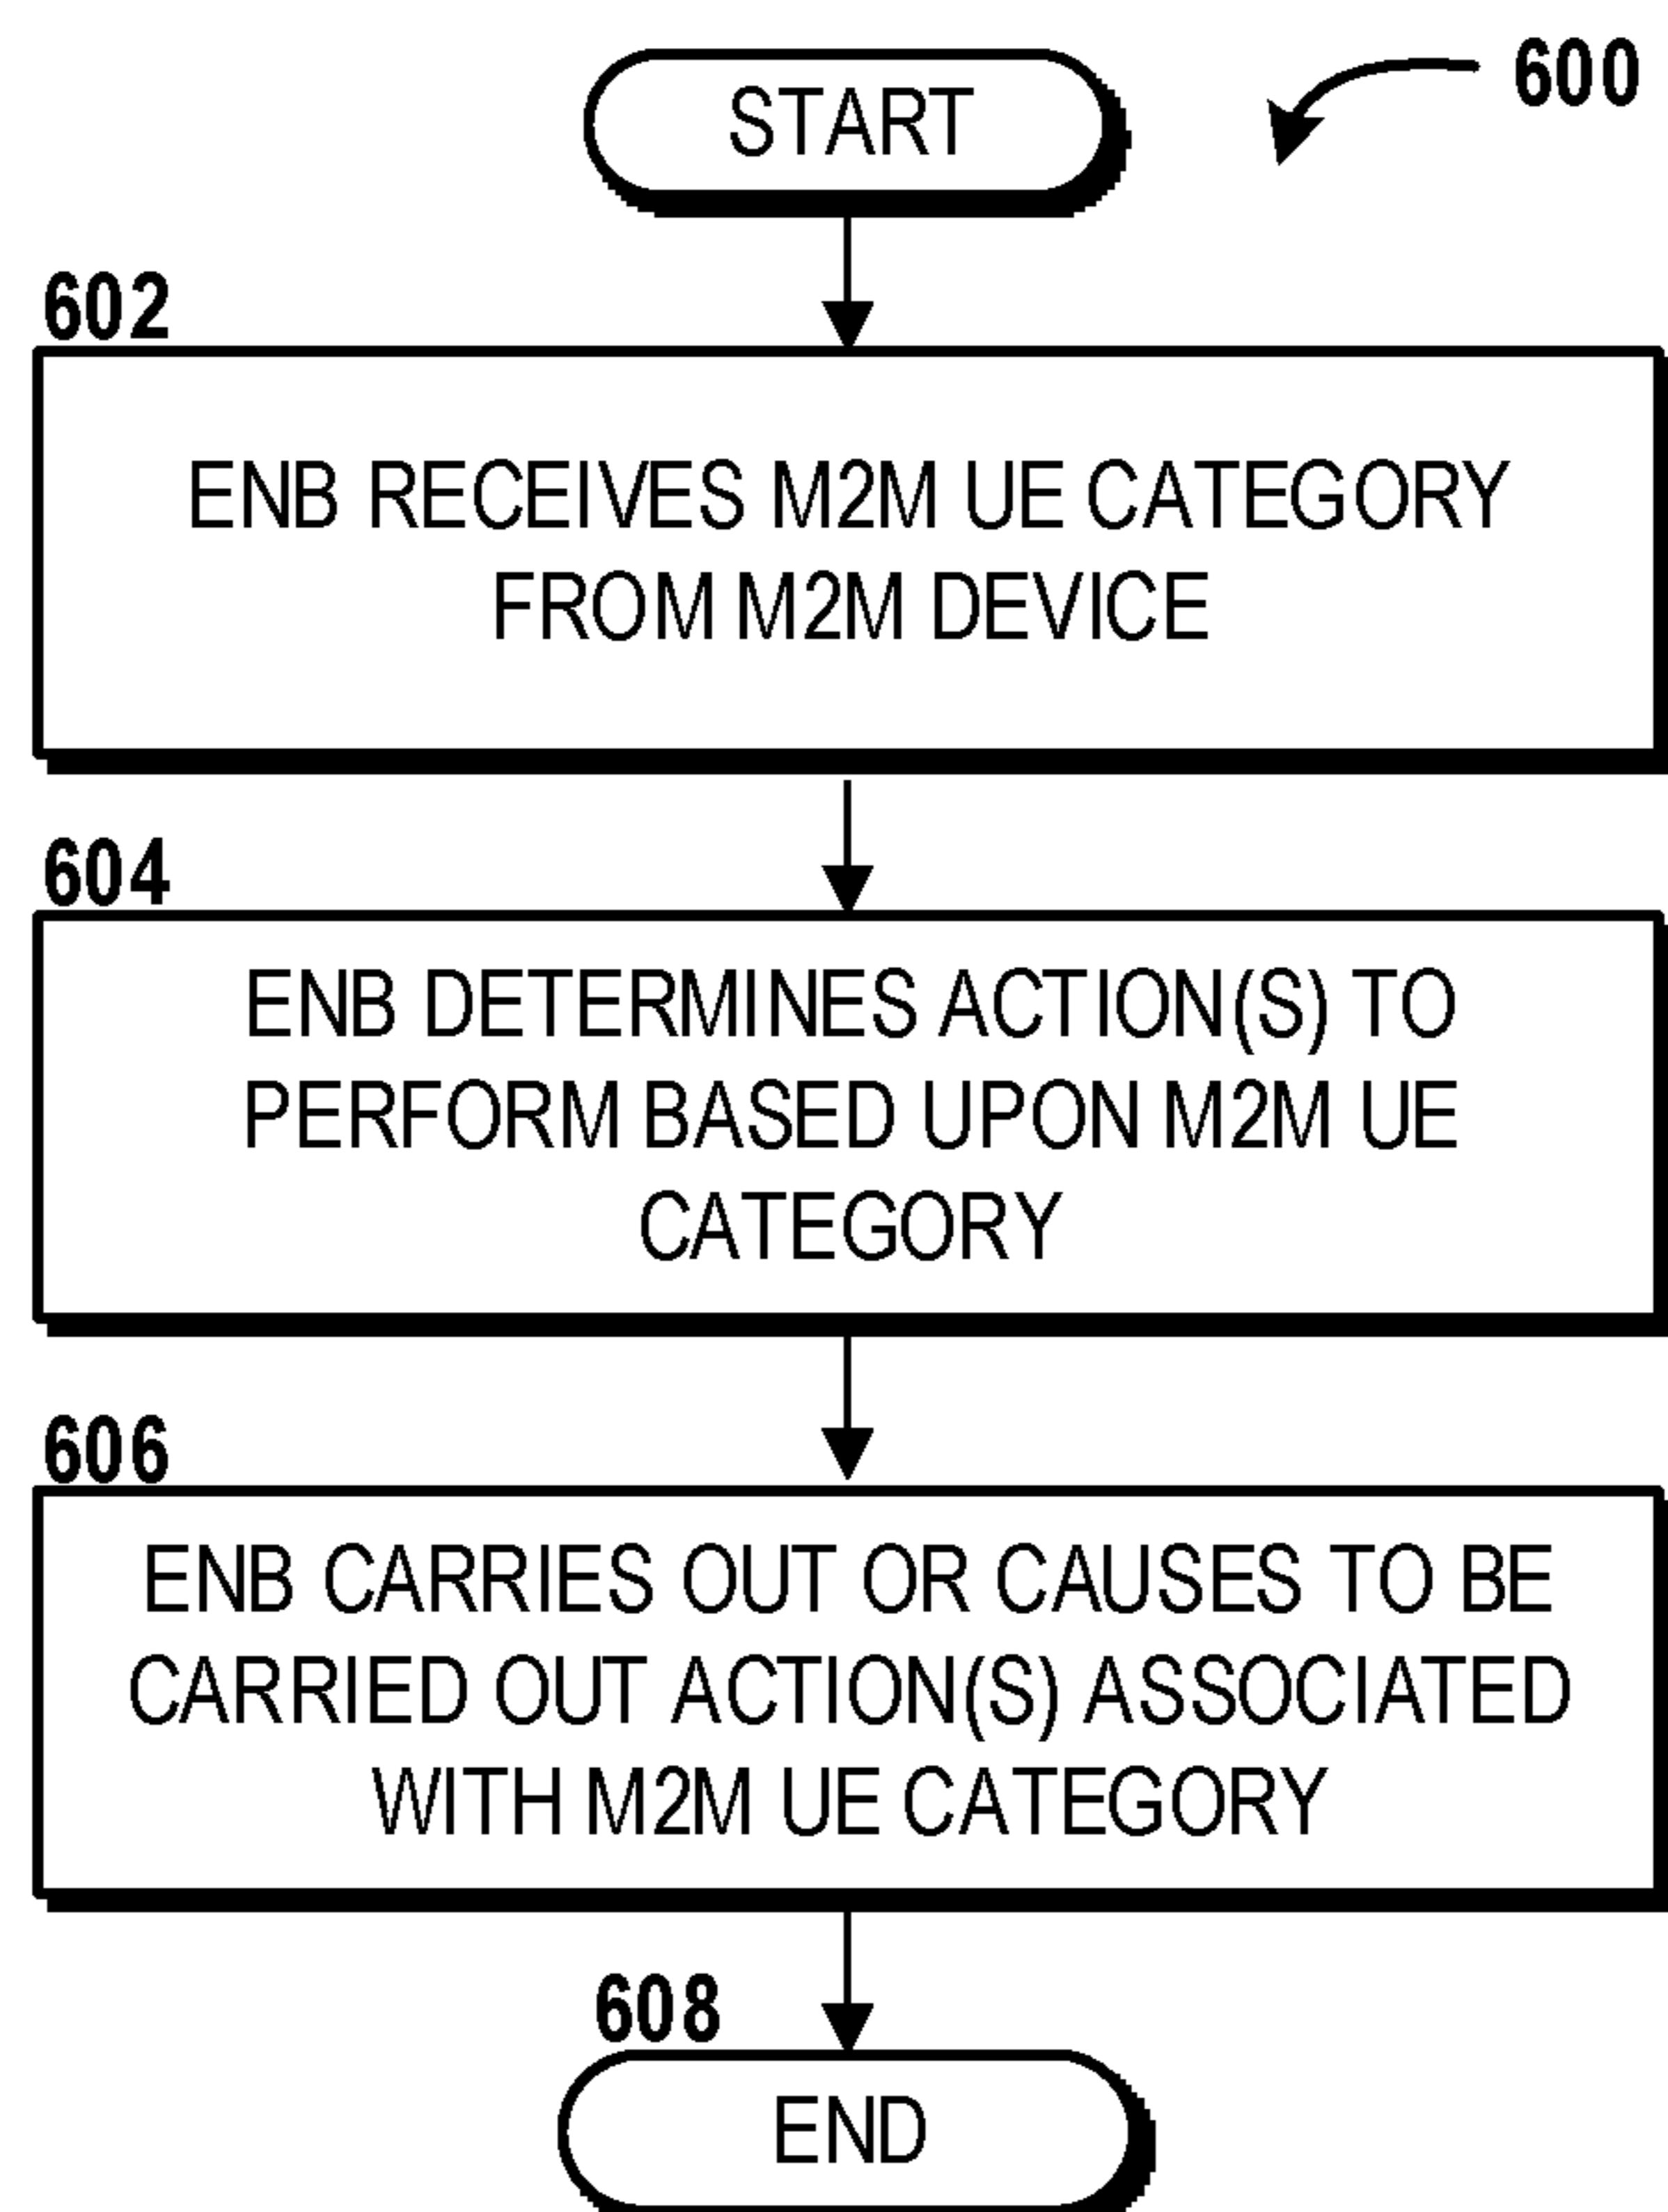 START
600
602
ENB RECEIVES M2M UE CATEGORY
FROM M2M DEVICE
604
ENB DETERMINES ACTION(S) TO
PERFORM BASED UPON M2M UE
CATEGORY
606
ENB CARRIES OUT OR CAUSES TO BE
CARRIED OUT ACTION(S) ASSOCIATED
WITH M2M UE CATEGORY
608
END